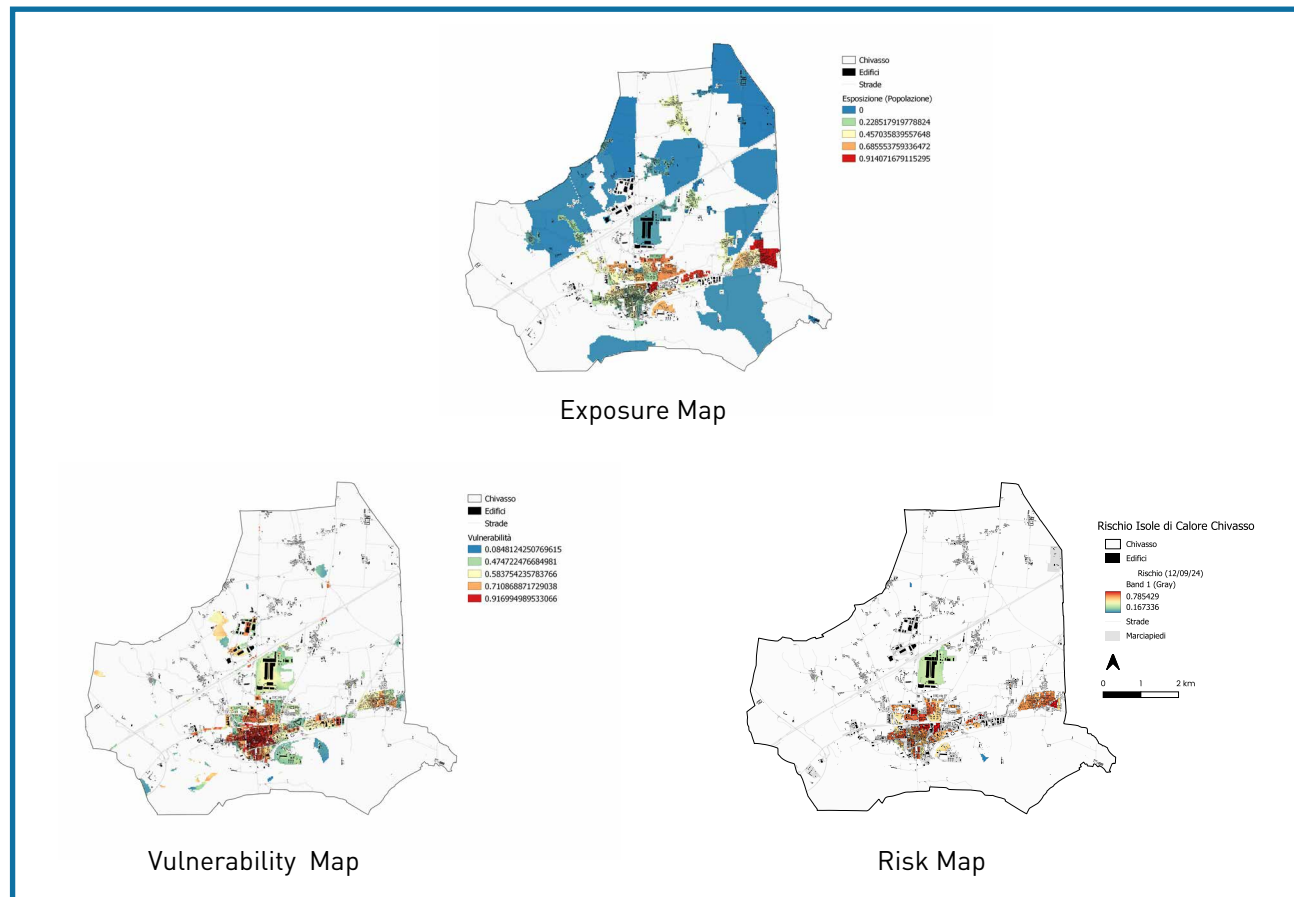 Chivasso
Edifici
Strade
Esposizione (Popolazione)
0
0.228517919778824
0.457035839557648
0.685553759336472
0.914071679115295
Exposure Map
Chivasso
Edifici
Strade
Vulnerabilità
0.0848124250769615
0.474722476684981
0.583754235783766
0.710868871729038
0.916994989533066
Vulnerability Map
Rischio Isole di Calore Chivasso
Chivasso
Edifici
Rischio (12/09/24)
Band 1 (Gray)
0.785429
0.167336
Strade
Marciapiedi
0 1 2 km
Risk Map